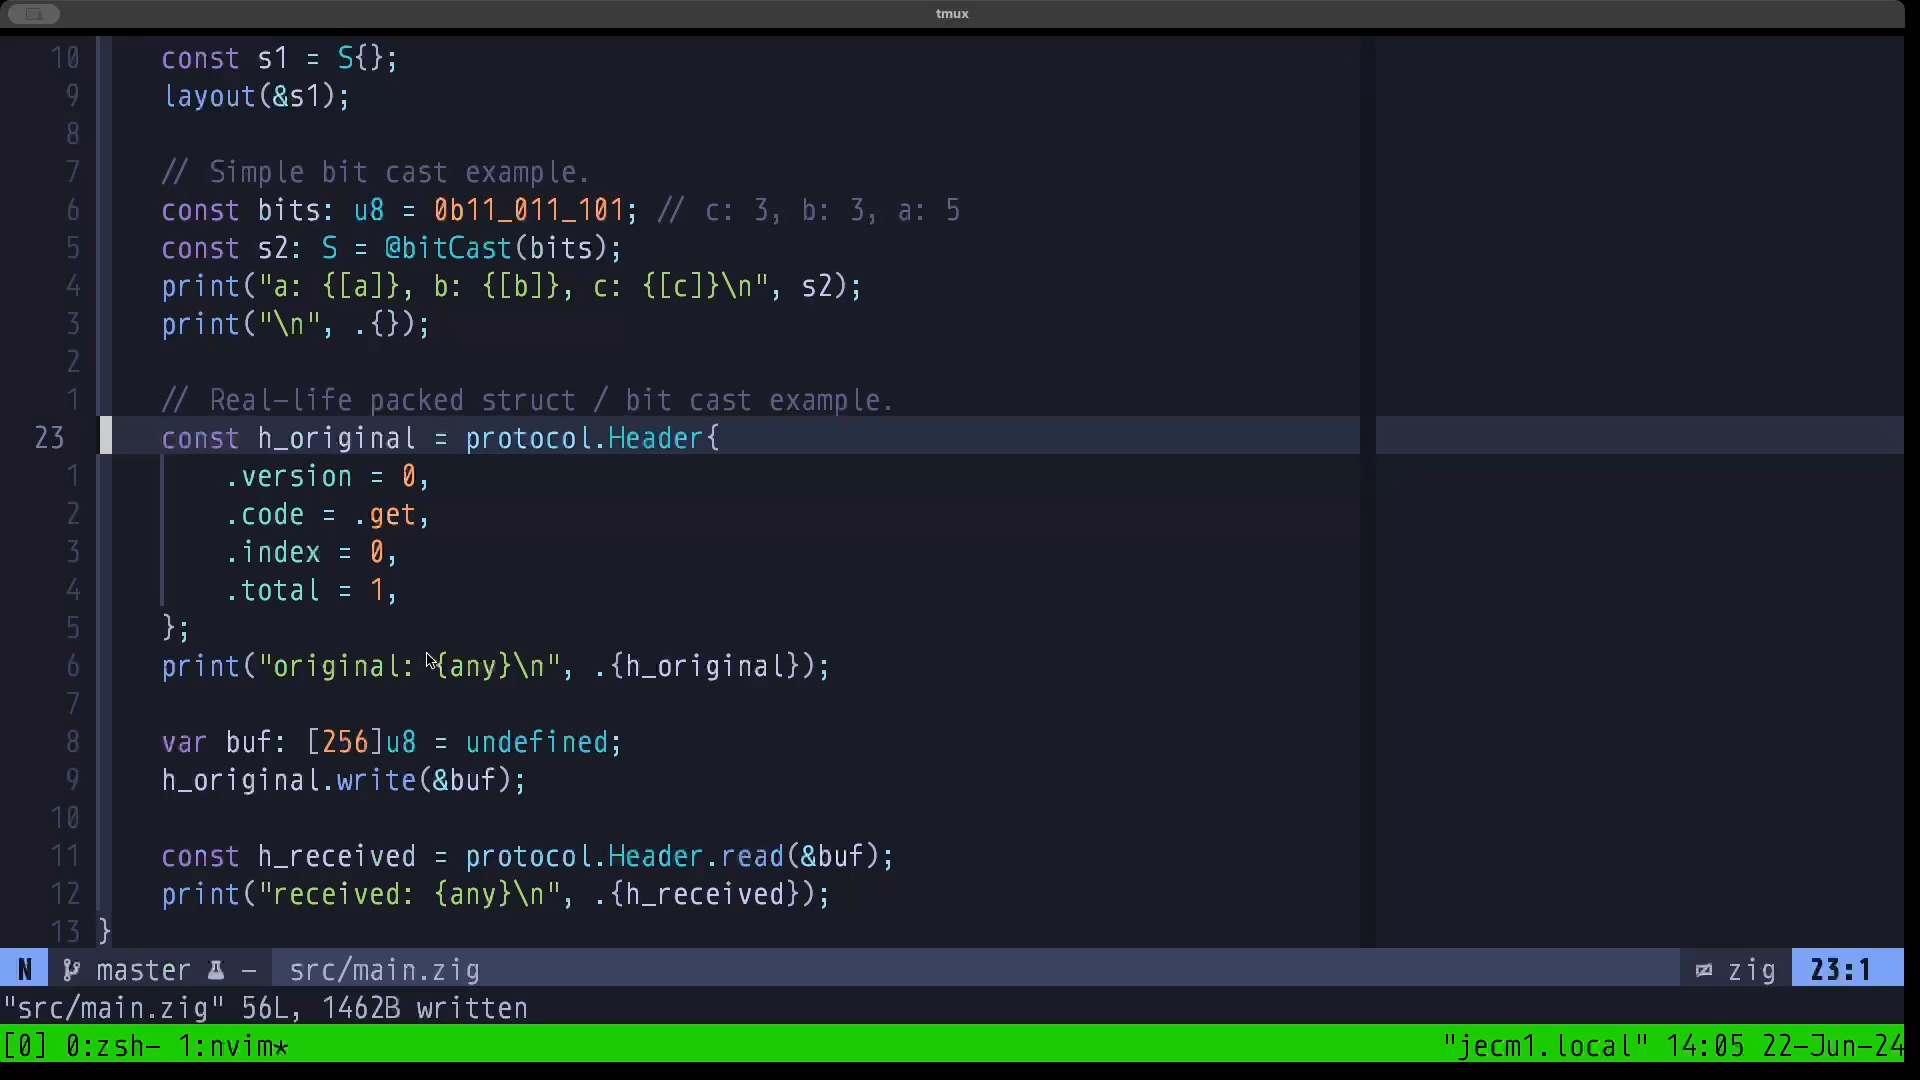 tmux
10 const s1 = S{};
9 layout(&s1);
8
7 // Simple bit cast example.
6 const bits: u8 = 0b11_011_101; // c: 3, b: 3, a: 5
5 const s2: S = @bitCast(bits);
4 print("a: {[a]}, b: {[b]}, c: {[c]}\n", s2);
3 print("\n", .{});
2
1 // Real-life packed struct / bit cast example.
23 const h_original = protocol.Header{
1 .version = 0,
2 .code = .get,
3 .index = 0,
4 .total = 1,
5 };
6 print("original: {any}\n", .{h_original});
7
8 var buf: [256]u8 = undefined;
9 h_original.write(&buf);
10
11 const h_received = protocol.Header.read(&buf);
12 print("received: {any}\n", .{h_received});
13 }
N master – src/main.zig zig 23:1
"src/main.zig" 56L, 1462B written
[0] 0:zsh- 1:nvim* "jecm1.local" 14:05 22-Jun-24